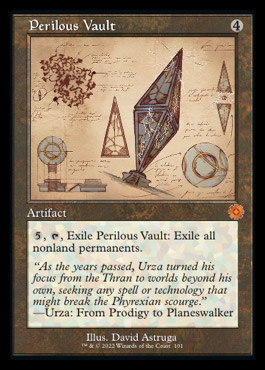 Perilous Vault 4
Artifact
5, T, Exile Perilous Vault: Exile all
nonland permanents.
“As the years passed, Urza turned his
focus from the Thran to worlds beyond his
own, seeking any spell or technology that
might break the Phyrexian scourge.”
—Urza: From Prodigy to Planeswalker
Illus. David Astruga
™ & © 2022 Wizards of the Coast 101